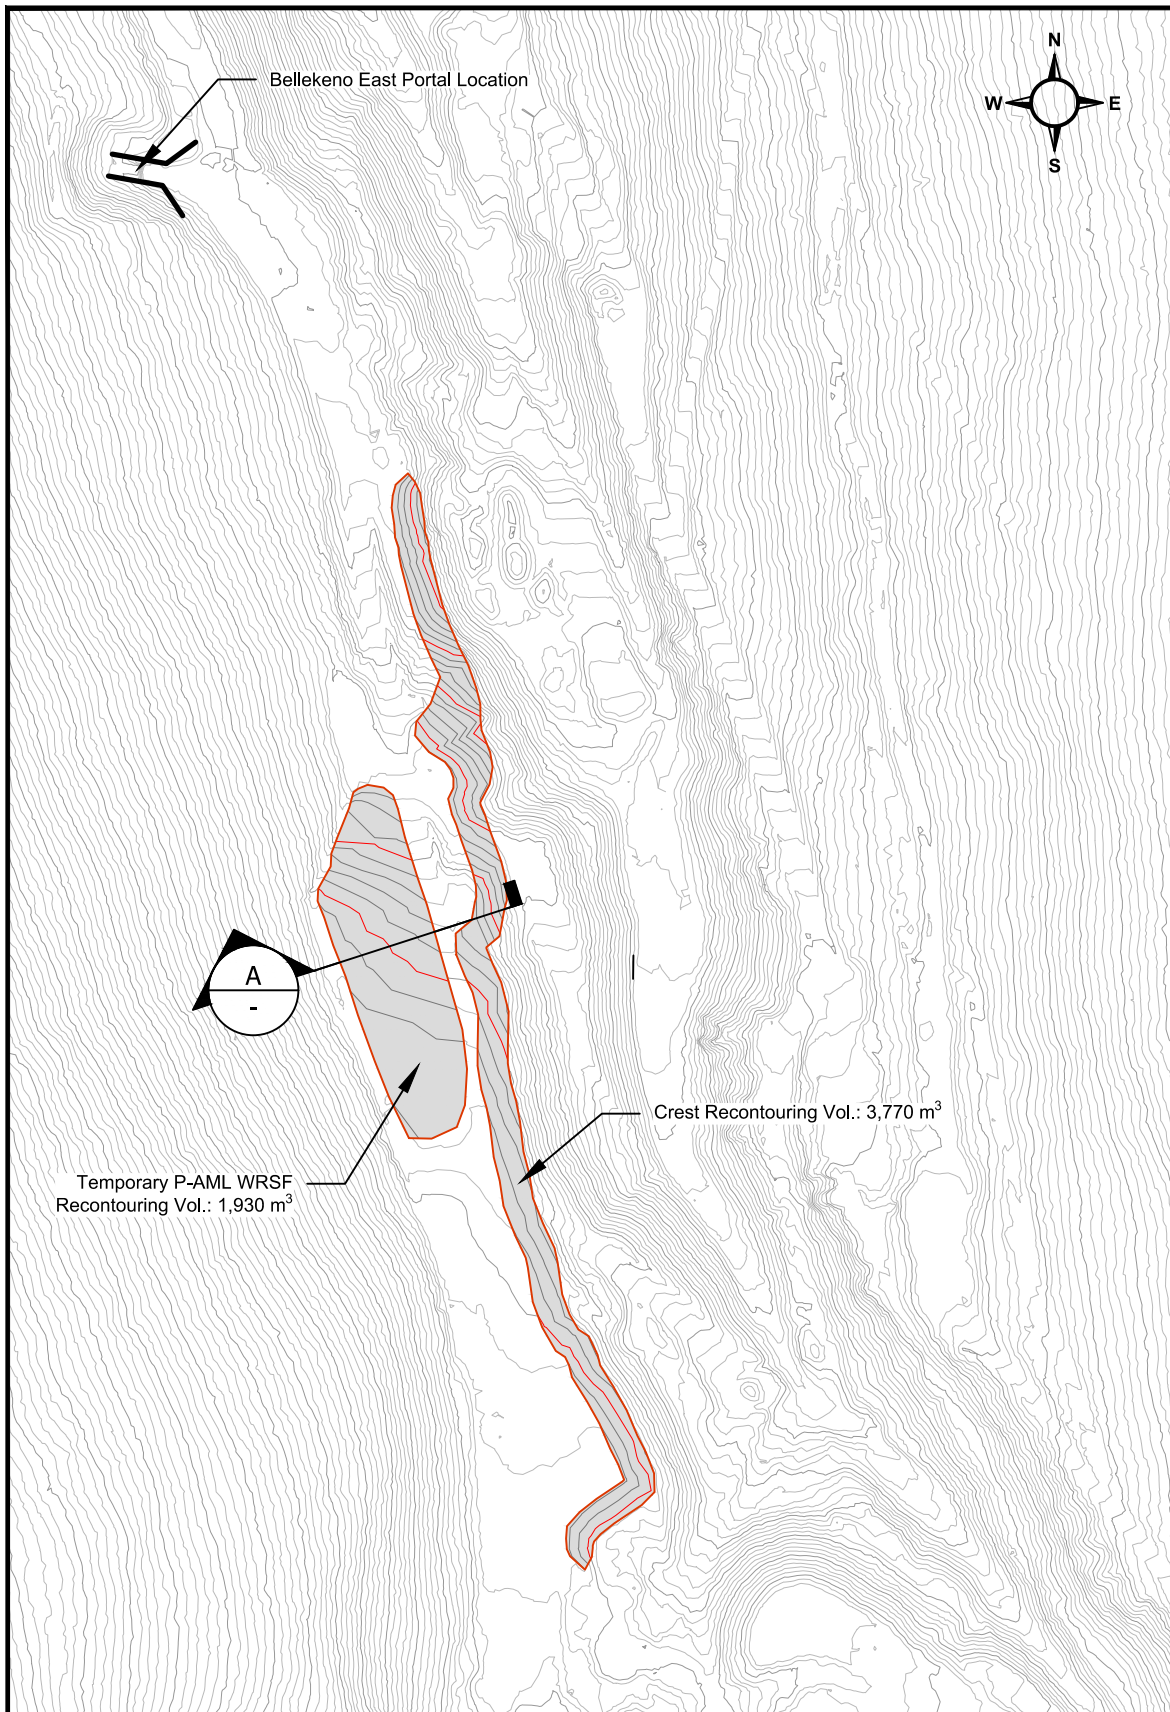 N
Bellekeno East Portal Location
W
E
S
A
-
Crest Recontouring Vol.: 3,770 m³
Temporary P-AML WRSF
Recontouring Vol.: 1,930 m³